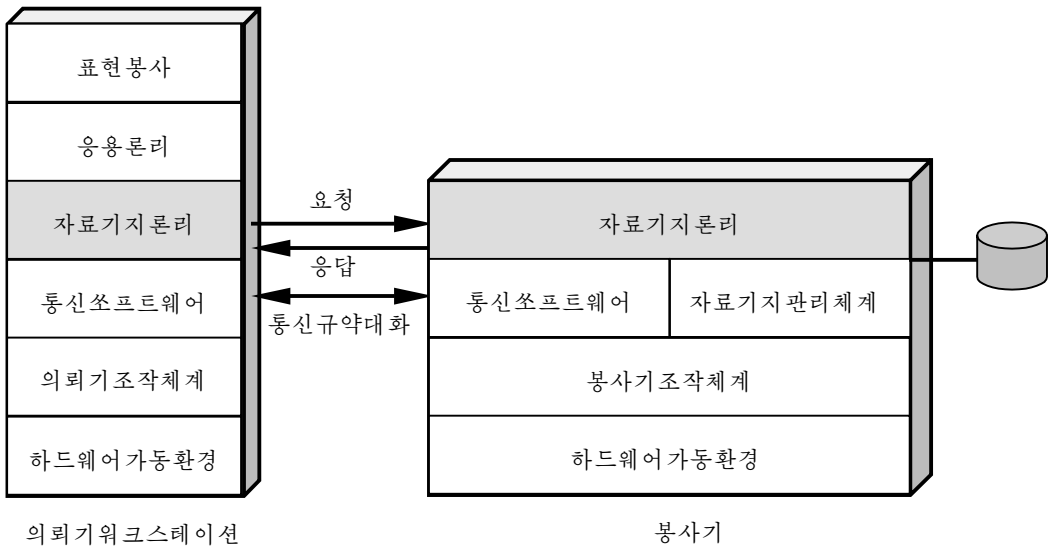 표현봉사
응용론리
자료기지론리
통신쏘프트웨어
의뢰기조작체계
하드웨어가동환경
의뢰기워크스테이션
요청
응답
통신규약대화
자료기지론리
통신쏘프트웨어
자료기지관리체계
봉사기조작체계
하드웨어가동환경
봉사기